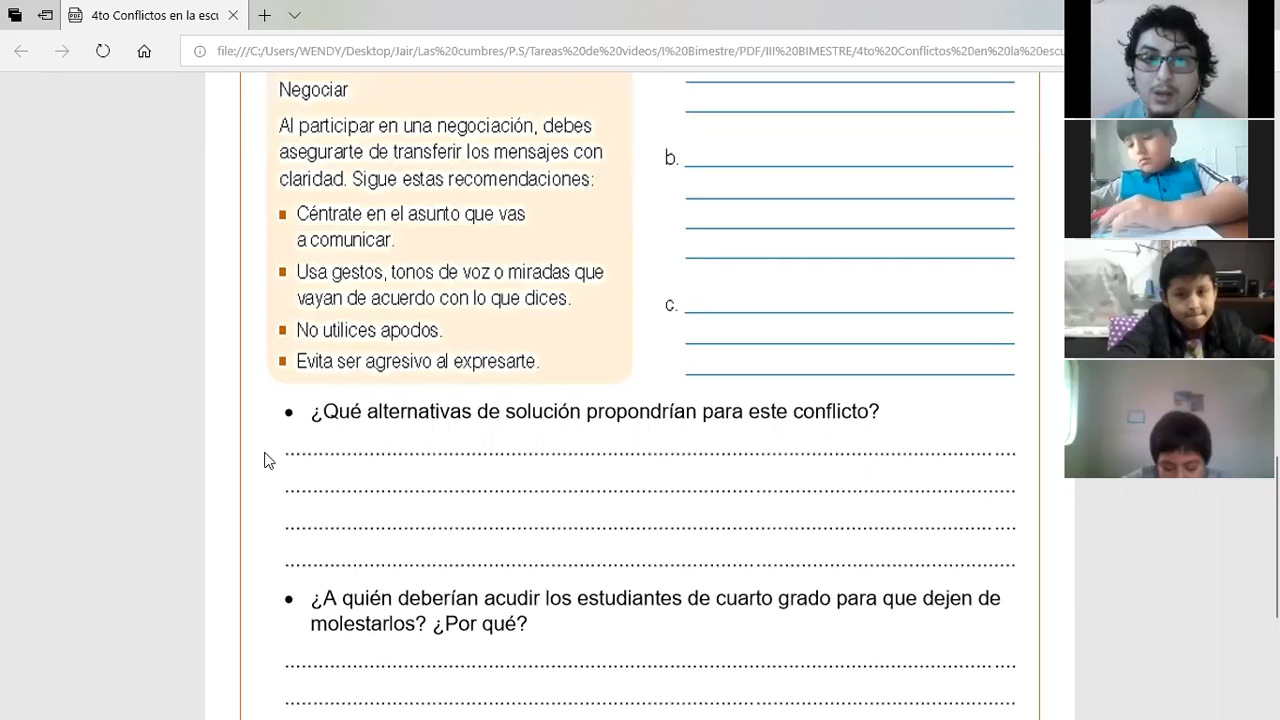 4to Conflictos en la escu
file:///C:/Users/WENDY/Desktop/Jair/Las%20cumbres/P.S/Tareas%20de%20videos/I%20Bimestre/PDF/III%20BIMESTRE/4to%20Conflictos%20en%20la%20escu
Negociar
Al participar en una negociación, debes
asegurarte de transferir los mensajes con
claridad. Sigue estas recomendaciones:
Céntrate en el asunto que vas
a comunicar.
Usa gestos, tonos de voz o miradas que
vayan de acuerdo con lo que dices.
No utilices apodos.
Evita ser agresivo al expresarte.
b.
c.
• ¿Qué alternativas de solución propondrían para este conflicto?
• ¿A quién deberían acudir los estudiantes de cuarto grado para que dejen de
molestarlos? ¿Por qué?